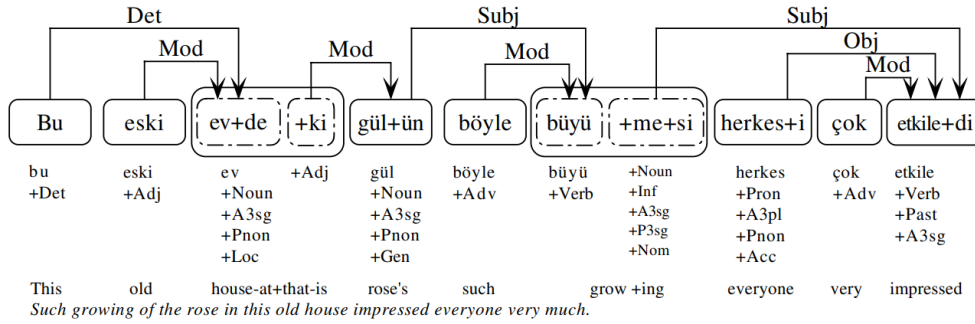 Det Subj Subj
Mod Mod Mod Obj
Mod
Bu eski ev+de +ki gül+ün böyle büyü +me+si herkes+i çok etkile+di
bu eski ev +Adj gül böyle büyü +Noun herkes çok etkile
+Det +Adj +Noun +Noun +Adv +Verb +Inf +Pron +Adv +Verb
+A3sg +A3sg +A3sg +A3pl +Past
+Pnon +Pnon +P3sg +Pnon +A3sg
+Loc +Gen +Nom +Acc
This old house-at+that-is rose's such grow +ing everyone very impressed
Such growing of the rose in this old house impressed everyone very much.